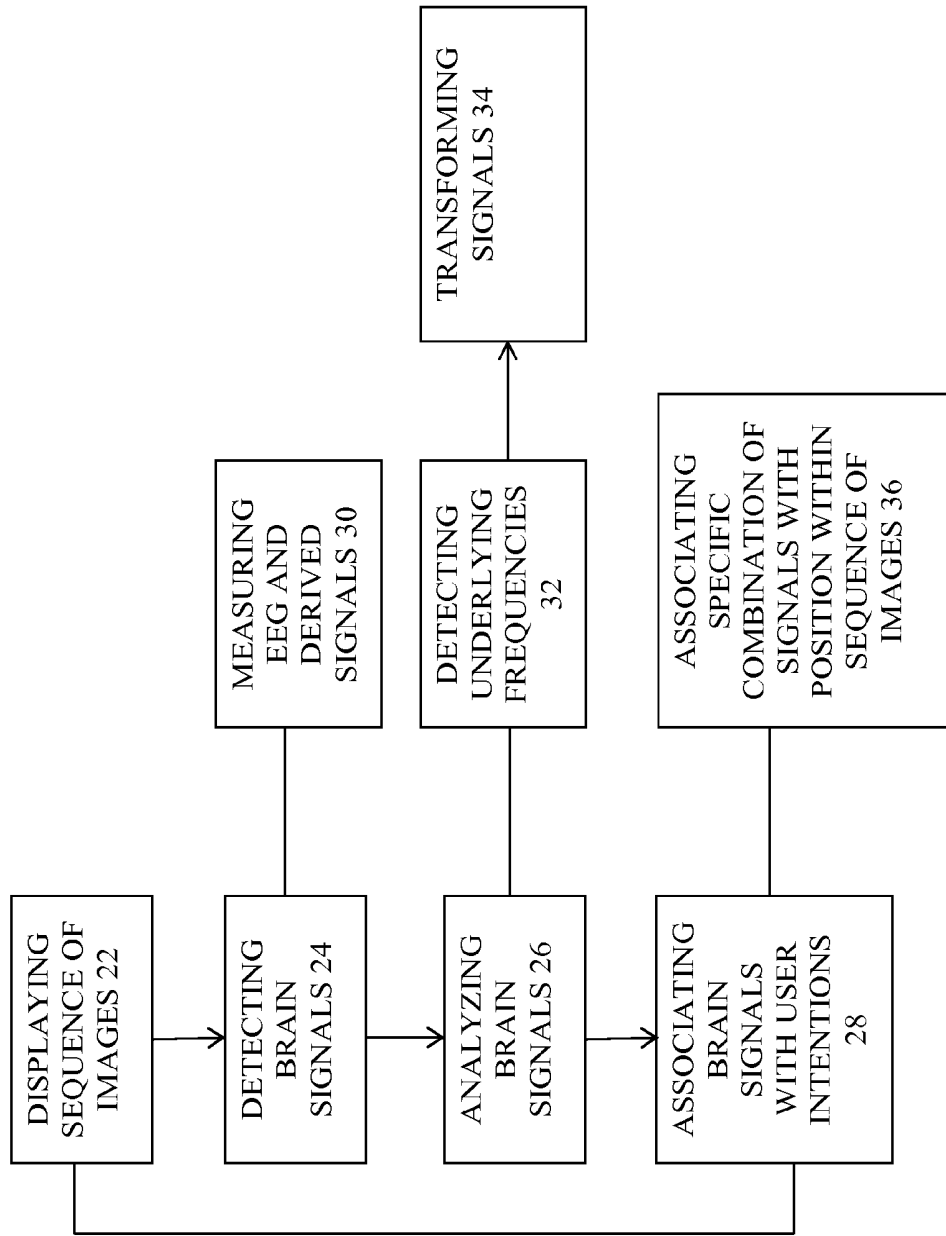 DISPLAYING
SEQUENCE OF
IMAGES 22
DETECTING
BRAIN
SIGNALS 24
ANALYZING
BRAIN
SIGNALS 26
ASSOCIATING
BRAIN
SIGNALS
WITH USER
INTENTIONS
28
MEASURING
EEG AND
DERIVED
SIGNALS 30
DETECTING
UNDERLYING
FREQUENCIES
32
ASSOCIATING
SPECIFIC
COMBINATION OF
SIGNALS WITH
POSITION WITHIN
SEQUENCE OF
IMAGES 36
TRANSFORMING
SIGNALS 34